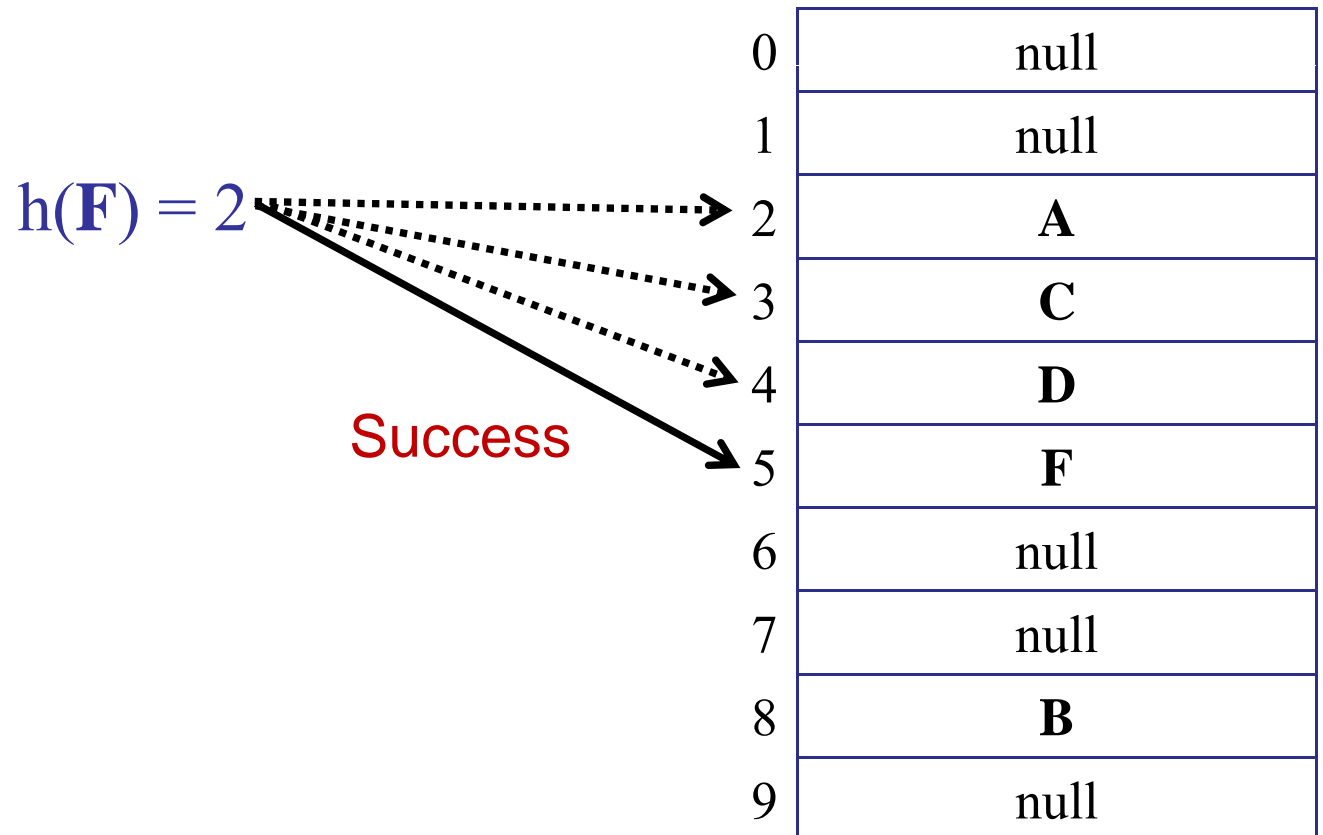 0 null
1 null
h(F) = 2
2 A
3 C
4 D
Success
5 F
6 null
7 null
8 B
9 null